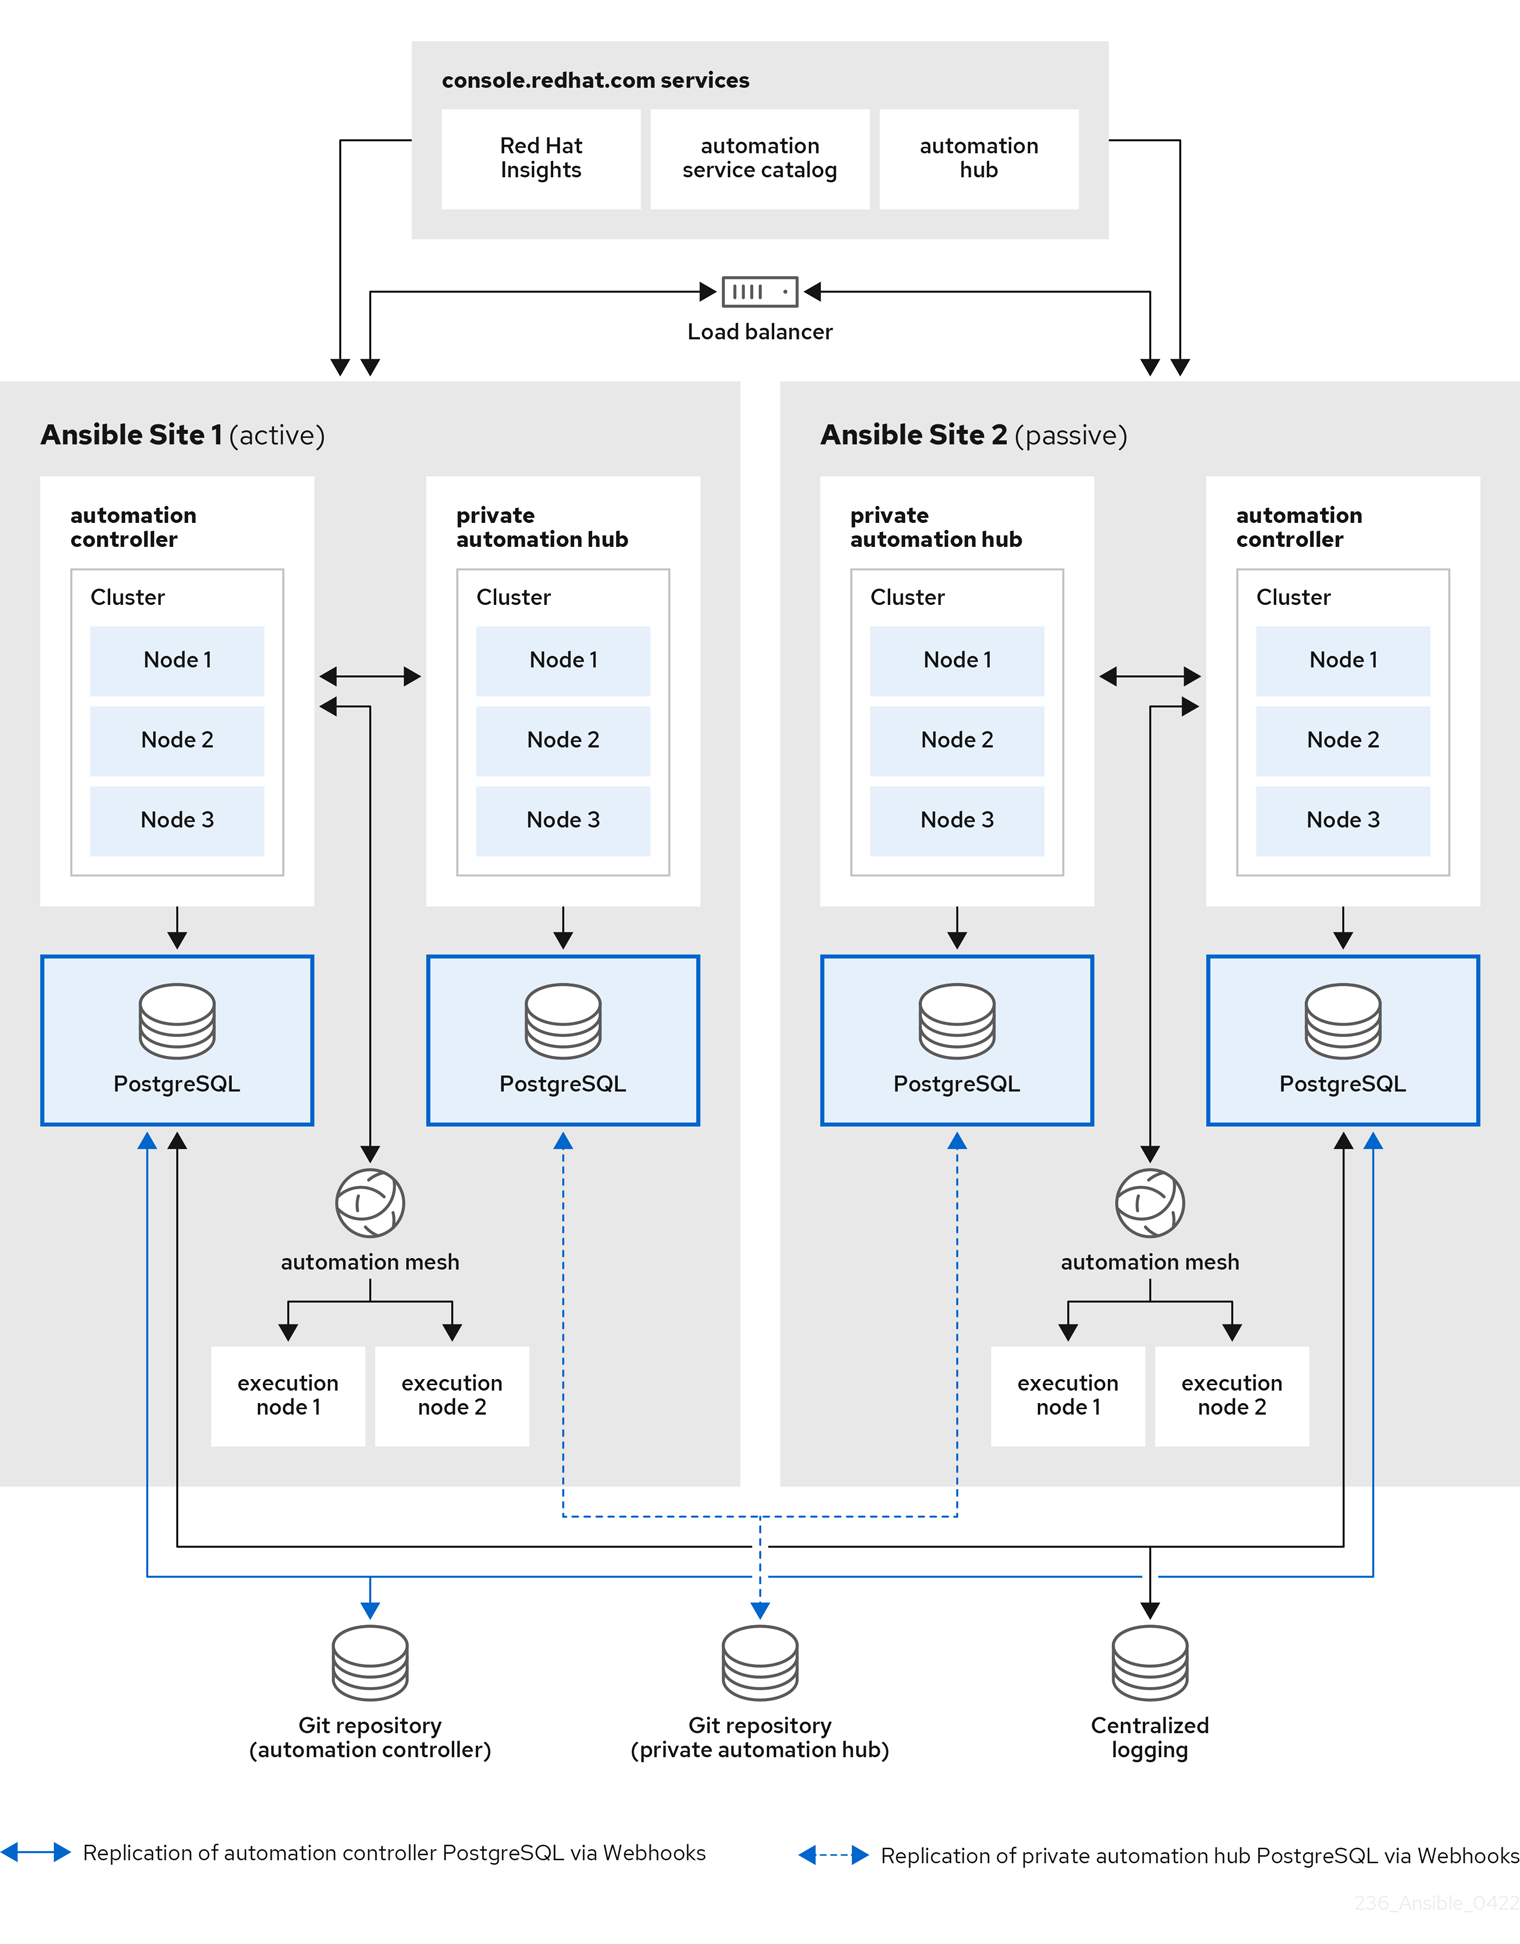 console.redhat.com services
Red Hat
Insights
automation
service catalog
automation
hub
Load balancer
Ansible Site 1 (active)
automation
controller
Cluster
Node 1
Node 2
Node 3
private
automation hub
Cluster
Node 1
Node 2
Node 3
PostgreSQL
PostgreSQL
automation mesh
execution
node 1
execution
node 2
Ansible Site 2 (passive)
private
automation hub
Cluster
Node 1
Node 2
Node 3
automation
controller
Cluster
Node 1
Node 2
Node 3
PostgreSQL
PostgreSQL
automation mesh
execution
node 1
execution
node 2
Git repository
(automation controller)
Git repository
(private automation hub)
Centralized
logging
Replication of automation controller PostgreSQL via Webhooks
Replication of private automation hub PostgreSQL via Webhooks
236_Ansible_0422